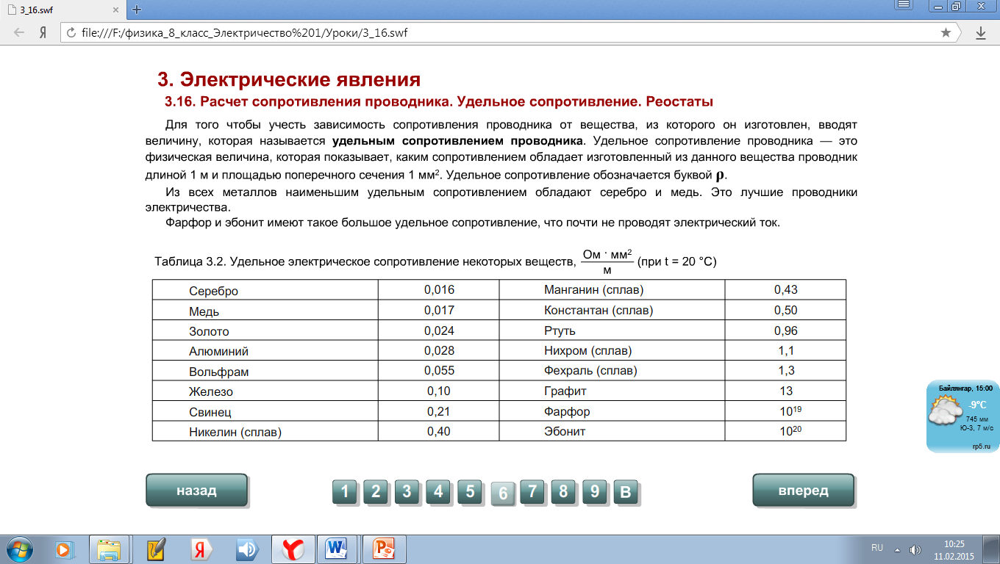 3_16.swf
file:///F:/физика_8_класс_Электричество%201/Уроки/3_16.swf
3. Электрические явления
3.16. Расчет сопротивления проводника. Удельное сопротивление. Реостаты
Для того чтобы учесть зависимость сопротивления проводника от вещества, из которого он изготовлен, вводят
величину, которая называется удельным сопротивлением проводника. Удельное сопротивление проводника — это
физическая величина, которая показывает, каким сопротивлением обладает изготовленный из данного вещества проводник
длиной 1 м и площадью поперечного сечения 1 мм². Удельное сопротивление обозначается буквой ρ.
Из всех металлов наименьшим удельным сопротивлением обладают серебро и медь. Это лучшие проводники
электричества.
Фарфор и эбонит имеют такое большое удельное сопротивление, что почти не проводят электрический ток.
Таблица 3.2. Удельное электрическое сопротивление некоторых веществ, Ом · мм² / м (при t = 20 °C)
Серебро 0,016 Манганин (сплав) 0,43
Медь 0,017 Константан (сплав) 0,50
Золото 0,024 Ртуть 0,96
Алюминий 0,028 Нихром (сплав) 1,1
Вольфрам 0,055 Фехраль (сплав) 1,3
Железо 0,10 Графит 13
Свинец 0,21 Фарфор 10¹⁹
Никелин (сплав) 0,40 Эбонит 10²⁰
Байлянгар, 15:00
-9°C
745 мм
Ю-3, 7 м/с
rp5.ru
назад 1 2 3 4 5 6 7 8 9 В вперед
RU 10:25
11.02.2015